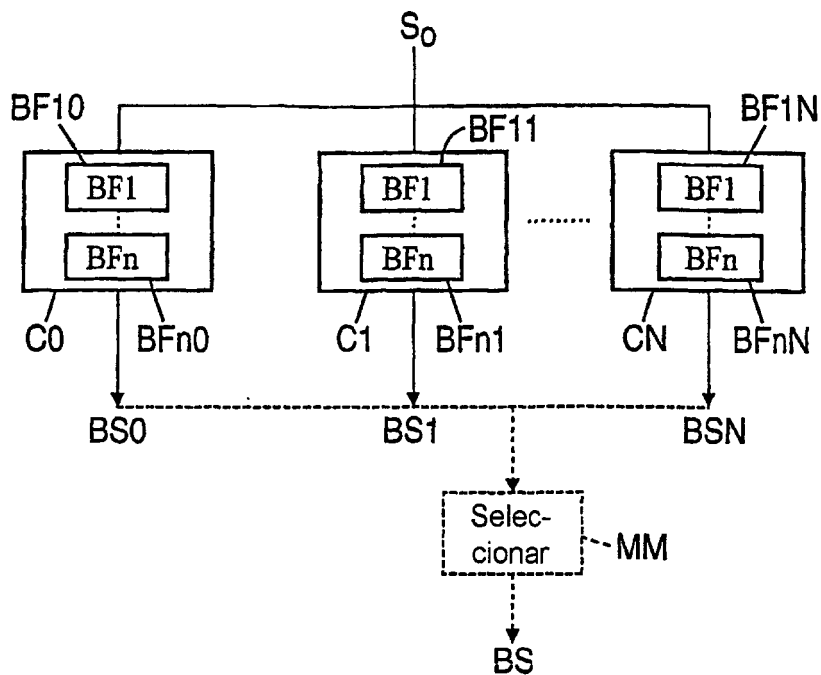 S₀
BF10
BF11
BF1N
BF1
BF1
BF1
BFn
BFn
BFn
C0
BFn0
C1
BFn1
CN
BFnN
BS0
BS1
BSN
Selec-
cionar
MM
BS